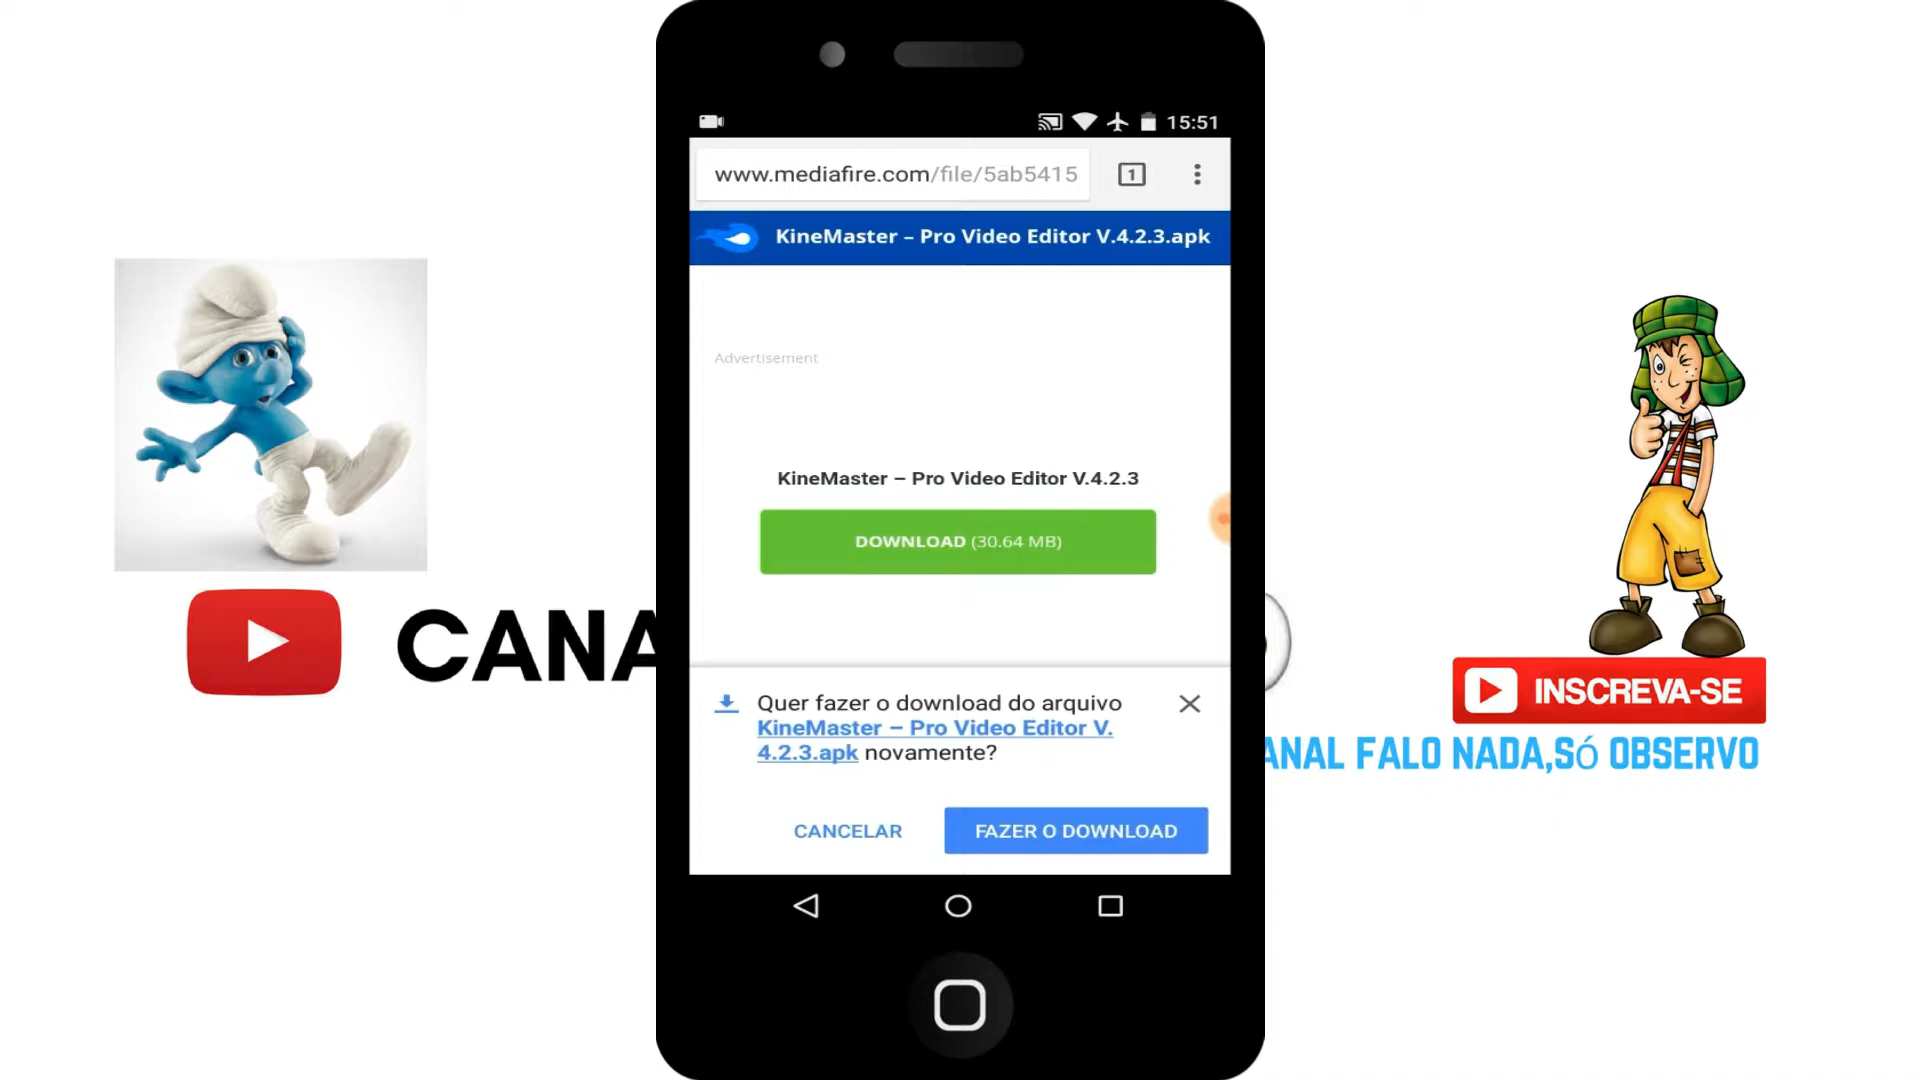 15:51
www.mediafire.com/file/5ab5415
1
KineMaster – Pro Video Editor V.4.2.3.apk
Advertisement
KineMaster – Pro Video Editor V.4.2.3
DOWNLOAD (30.64 MB)
CANA
Quer fazer o download do arquivo
KineMaster – Pro Video Editor V.
4.2.3.apk novamente?
CANCELAR
FAZER O DOWNLOAD
INSCREVA-SE
ANAL FALO NADA,Só OBSERVO